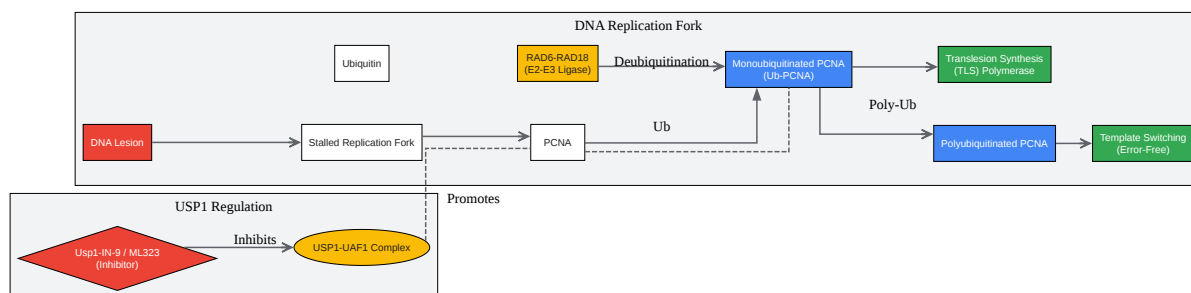 DNA Replication Fork
Ubiquitin
RAD6-RAD18
(E2-E3 Ligase)
Deubiquitination
Monoubiquitinated PCNA
(Ub-PCNA)
Translesion Synthesis
(TLS) Polymerase
Poly-Ub
DNA Lesion
Stalled Replication Fork
PCNA
Ub
Polyubiquitinated PCNA
Template Switching
(Error-Free)
Promotes
USP1 Regulation
Usp1-IN-9 / ML323
(Inhibitor)
Inhibits
USP1-UAF1 Complex